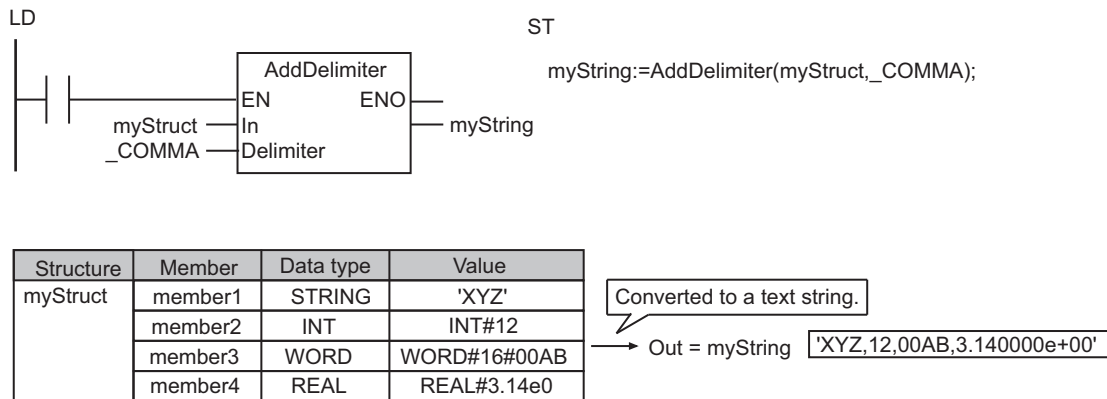 LD
ST
AddDelimiter
myString:=AddDelimiter(myStruct,_COMMA);
EN ENO
myStruct In myString
_COMMA Delimiter
Structure Member Data type Value
myStruct member1 STRING 'XYZ'
Converted to a text string.
member2 INT INT#12
member3 WORD WORD#16#00AB
Out = myString 'XYZ,12,00AB,3.140000e+00'
member4 REAL REAL#3.14e0